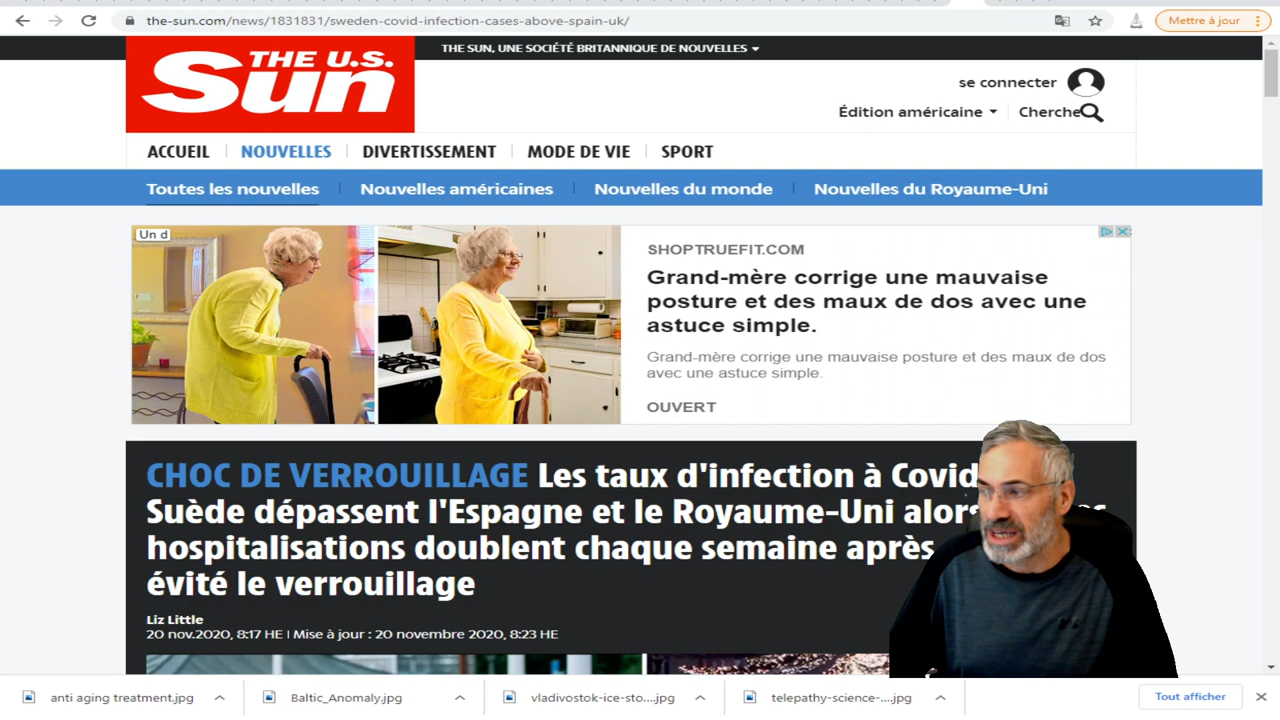 the-sun.com/news/1831831/sweden-covid-infection-cases-above-spain-uk/
Mettre à jour
THE SUN, UNE SOCIÉTÉ BRITANNIQUE DE NOUVELLES
THE U.S.
Sun
se connecter
Édition américaine
Cherche
ACCUEIL NOUVELLES DIVERTISSEMENT MODE DE VIE SPORT
Toutes les nouvelles Nouvelles américaines Nouvelles du monde Nouvelles du Royaume-Uni
Un d
SHOPTRUEFIT.COM
Grand-mère corrige une mauvaise
posture et des maux de dos avec une
astuce simple.
Grand-mère corrige une mauvaise posture et des maux de dos
avec une astuce simple.
OUVERT
CHOC DE VERROUILLAGE Les taux d'infection à Covid
Suède dépassent l'Espagne et le Royaume-Uni
hospitalisations doublent chaque semaine après
évité le verrouillage
Liz Little
20 nov.2020, 8:17 HE | Mise à jour : 20 novembre 2020, 8:23 HE
anti aging treatment.jpg Baltic_Anomaly.jpg vladivostok-ice-sto....jpg telepathy-science-....jpg Tout afficher